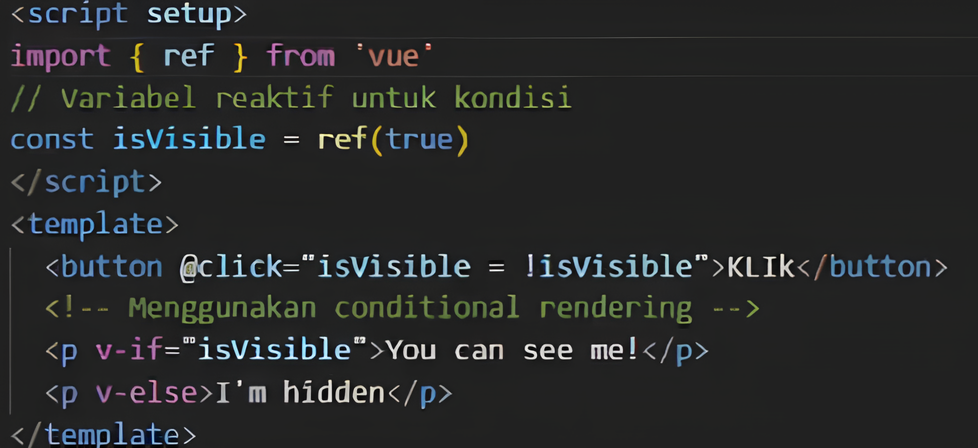 <script setup>
import { ref } from 'vue'
// Variabel reaktif untuk kondisi
const isVisible = ref(true)
</script>
<template>
<button @click="isVisible = !isVisible">KLIk</button>
<!-- Menggunakan conditional rendering -->
<p v-if="isVisible">You can see me!</p>
<p v-else>I'm hidden</p>
</template>